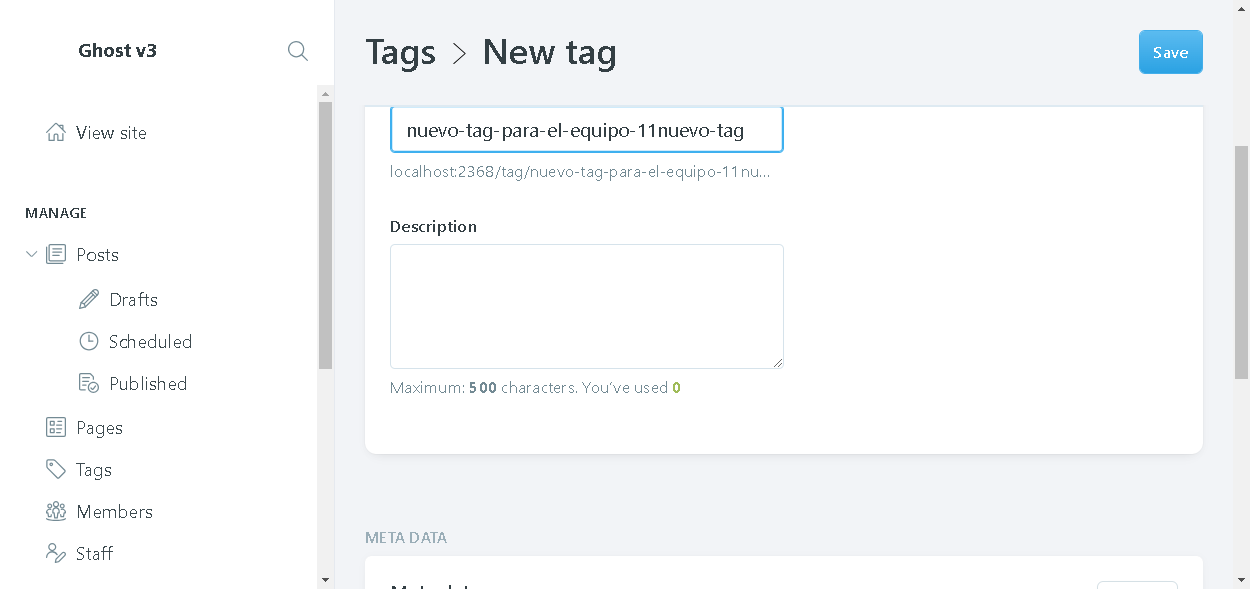 Ghost v3
View site
MANAGE
Posts
Drafts
Scheduled
Published
Pages
Tags
Members
Staff
Tags > New tag
Save
nuevo-tag-para-el-equipo-11nuevo-tag
localhost:2368/tag/nuevo-tag-para-el-equipo-11nu...
Description
Maximum: 500 characters. You've used 0
META DATA